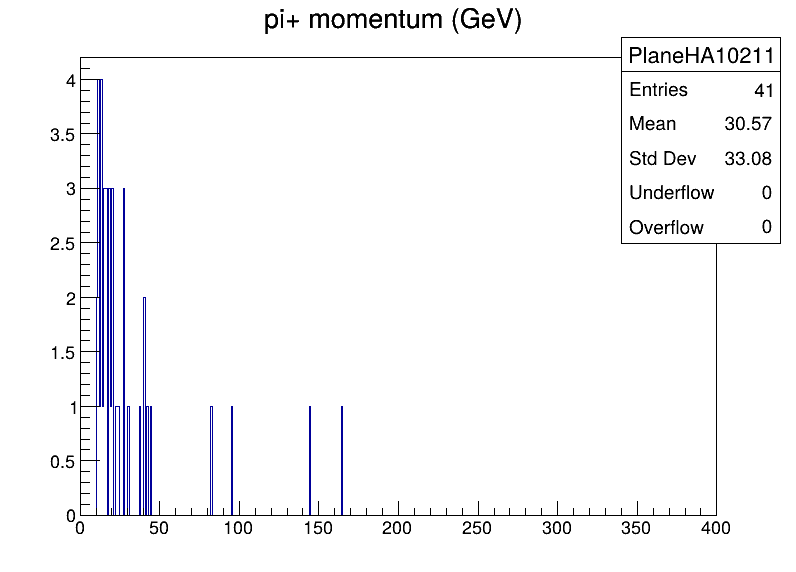 pi+ momentum (GeV)
PlaneHA10211
Entries 41
Mean 30.57
Std Dev 33.08
Underflow 0
Overflow 0
4
3.5
3
2.5
2
1.5
1
0.5
0
0 50 100 150 200 250 300 350 400